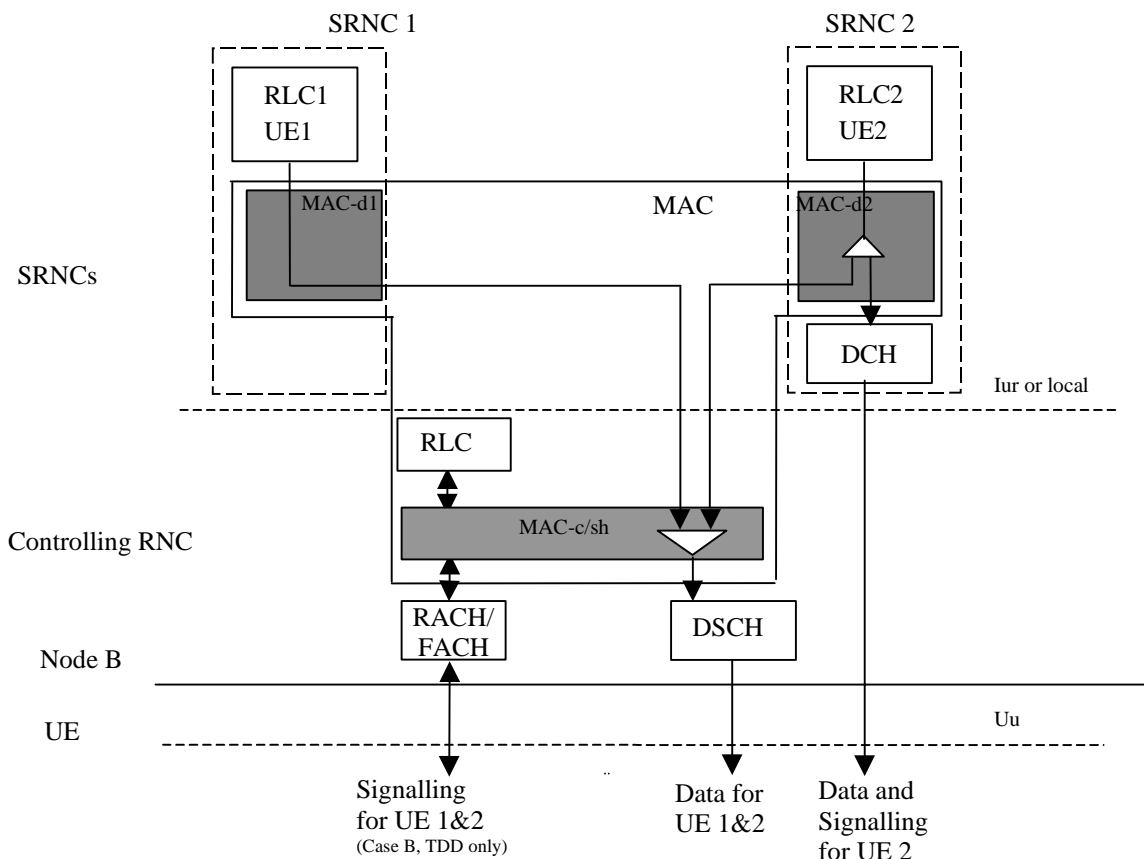 SRNC 1
SRNC 2
RLC1
UE1
RLC2
UE2
MAC-d1
MAC
MAC-d2
SRNCs
DCH
Iur or local
RLC
MAC-c/sh
Controlling RNC
RACH/
FACH
DSCH
Node B
UE
Uu
..
Signalling
for UE 1&2
(Case B, TDD only)
Data for
UE 1&2
Data and
Signalling
for UE 2